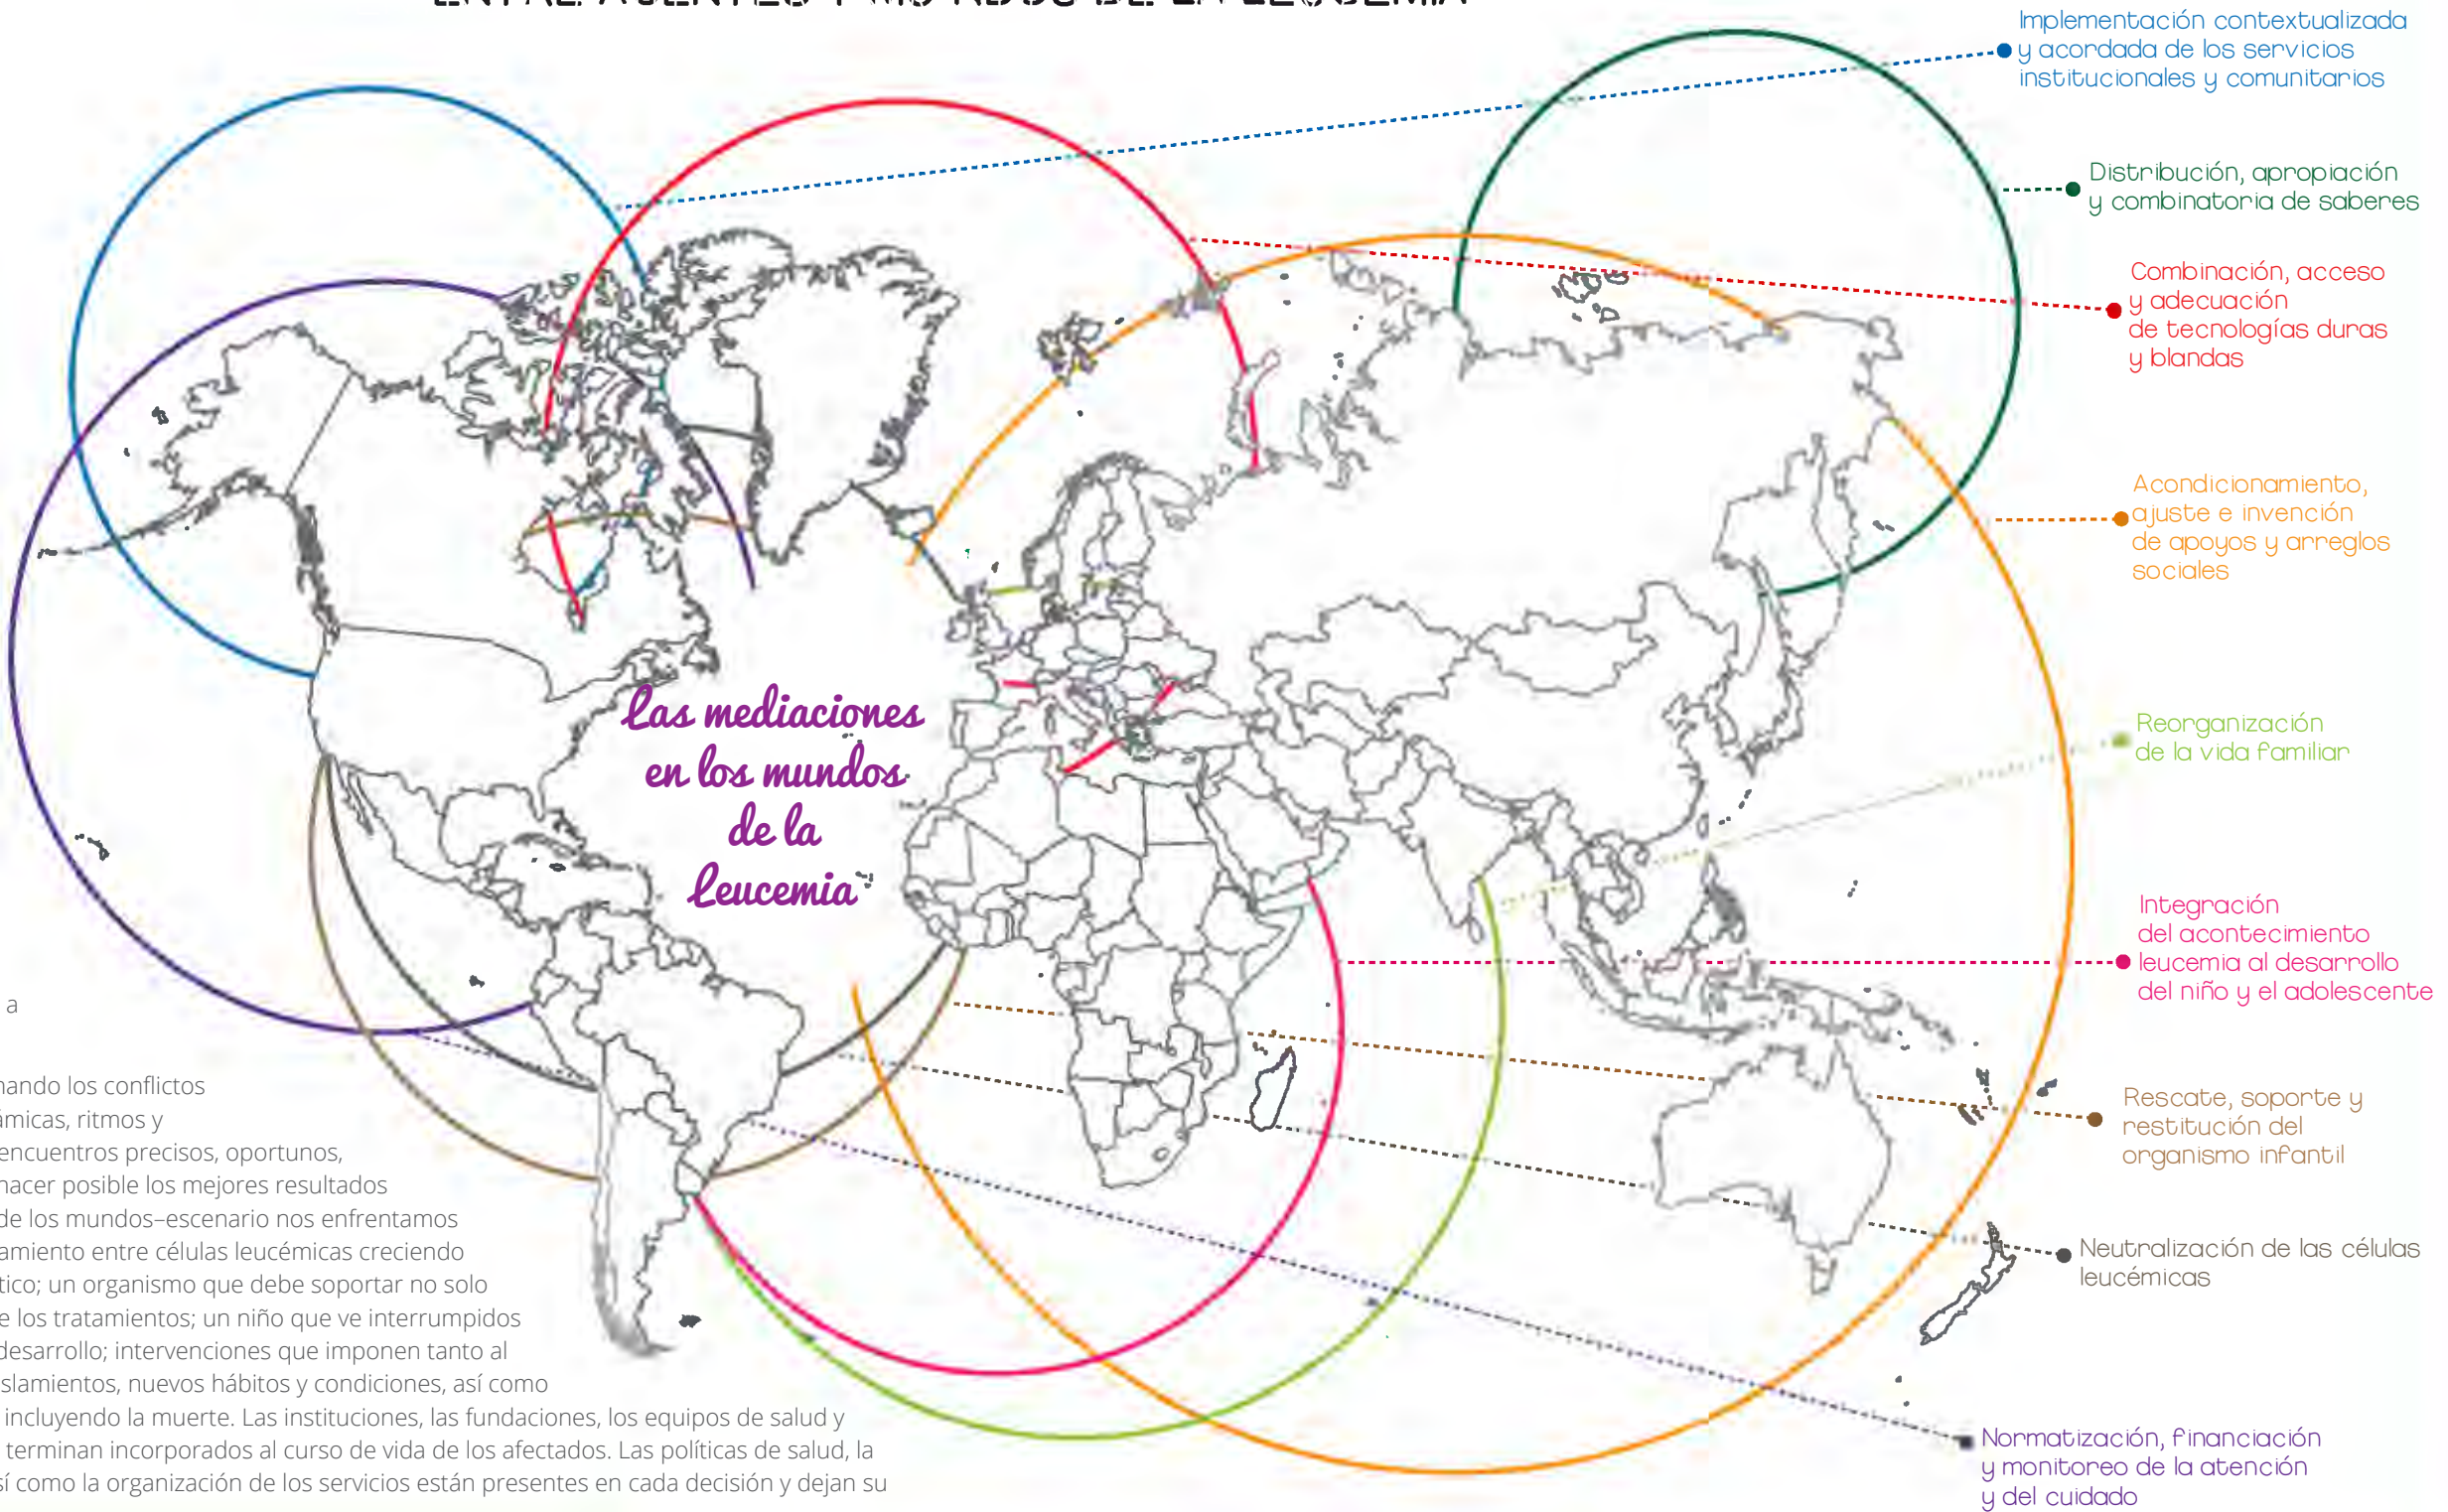 Implementación contextualizada
y acordada de los servicios
institucionales y comunitarios
Distribución, apropiación
y combinatoria de saberes
Combinación, acceso
y adecuación
de tecnologías duras
y blandas
Acondicionamiento,
ajuste e invención
de apoyos y arreglos
sociales
Las mediaciones
en los mundos
de la
Leucemia
Reorganización
de la vida familiar
Integración
del acontecimiento
leucemia al desarrollo
del niño y el adolescente
Rescate, soporte y
restitución del
organismo infantil
Neutralización de las células
leucémicas
Normatización, financiación
y monitoreo de la atención
y del cuidado
a
nando los conflictos
ámicas, ritmos y
encuentros precisos, oportunos,
hacer posible los mejores resultados
de los mundos–escenario nos enfrentamos
amiento entre células leucémicas creciendo
tico; un organismo que debe soportar no solo
e los tratamientos; un niño que ve interrumpidos
desarrollo; intervenciones que imponen tanto al
islamientos, nuevos hábitos y condiciones, así como
incluyendo la muerte. Las instituciones, las fundaciones, los equipos de salud y
terminan incorporados al curso de vida de los afectados. Las políticas de salud, la
sí como la organización de los servicios están presentes en cada decisión y dejan su